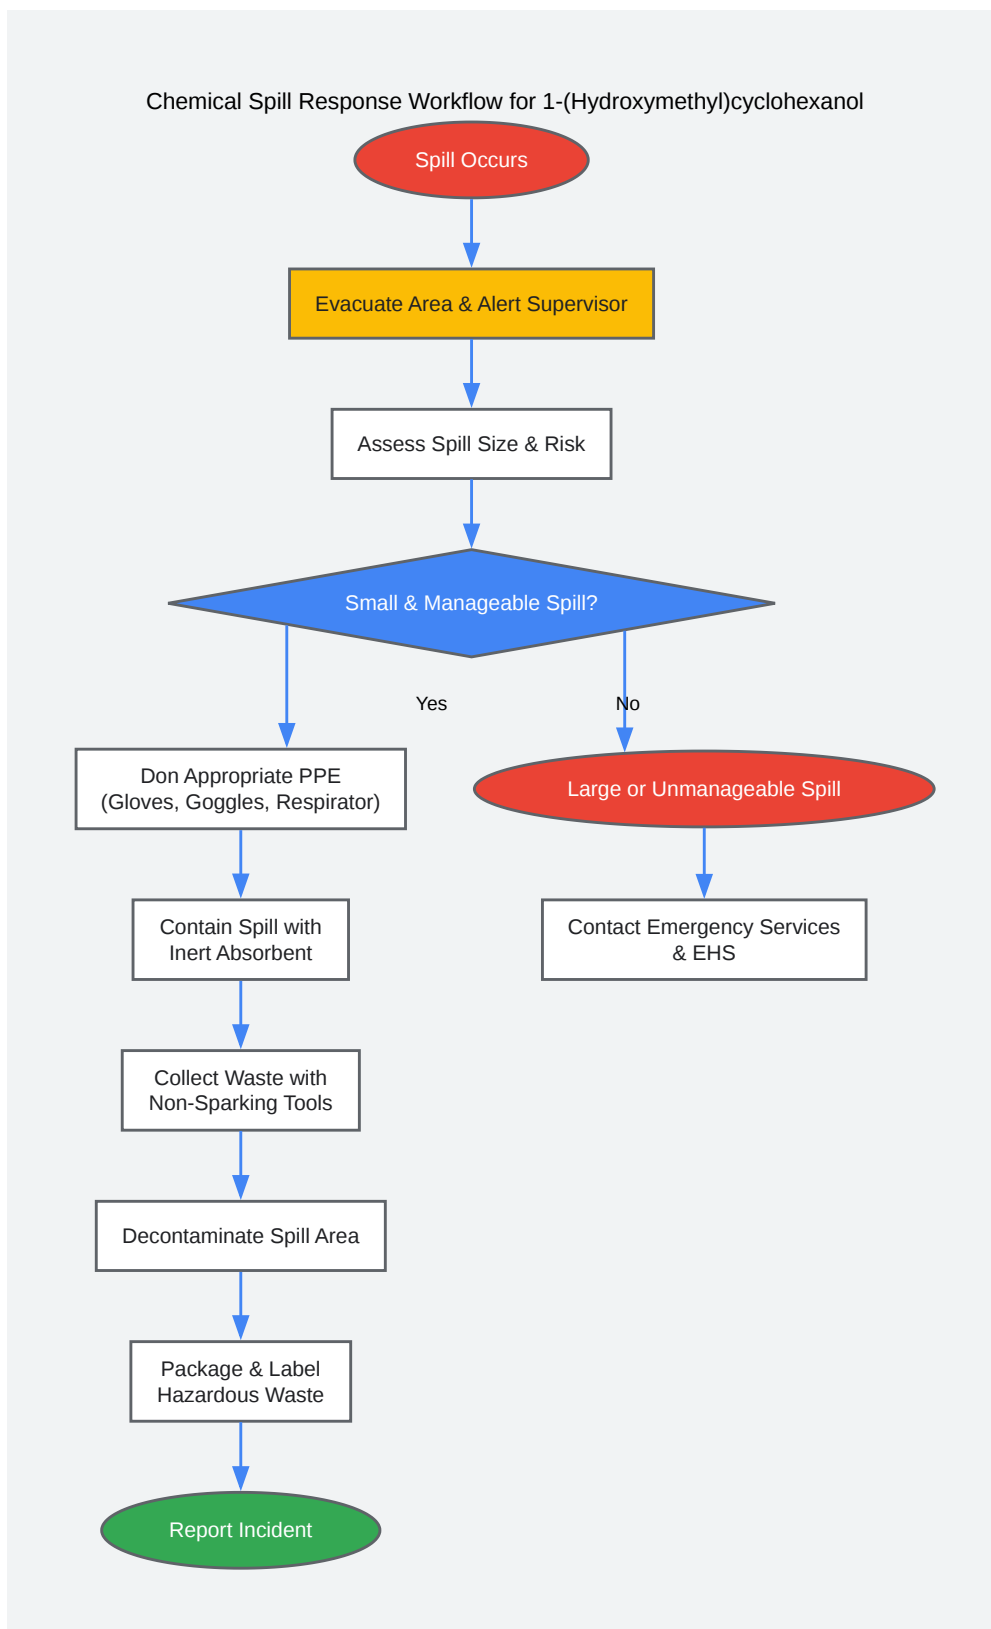 Chemical Spill Response Workflow for 1-(Hydroxymethyl)cyclohexanol
Spill Occurs
Evacuate Area & Alert Supervisor
Assess Spill Size & Risk
Small & Manageable Spill?
Yes
No
Don Appropriate PPE
(Gloves, Goggles, Respirator)
Large or Unmanageable Spill
Contain Spill with
Inert Absorbent
Contact Emergency Services
& EHS
Collect Waste with
Non-Sparking Tools
Decontaminate Spill Area
Package & Label
Hazardous Waste
Report Incident